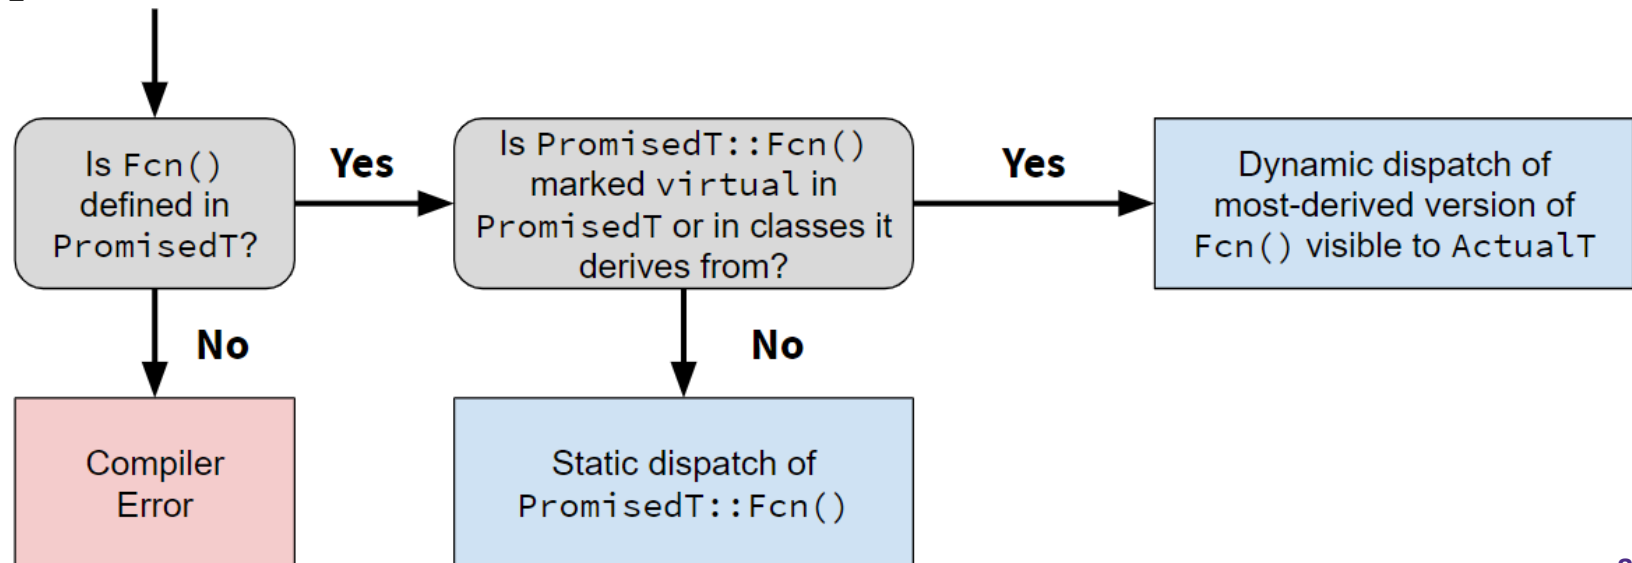 Is Fcn()
defined in
PromisedT?
Yes
Is PromisedT::Fcn()
marked virtual in
PromisedT or in classes it
derives from?
Yes
Dynamic dispatch of
most-derived version of
Fcn() visible to ActualT
No
No
Compiler
Error
Static dispatch of
PromisedT::Fcn()